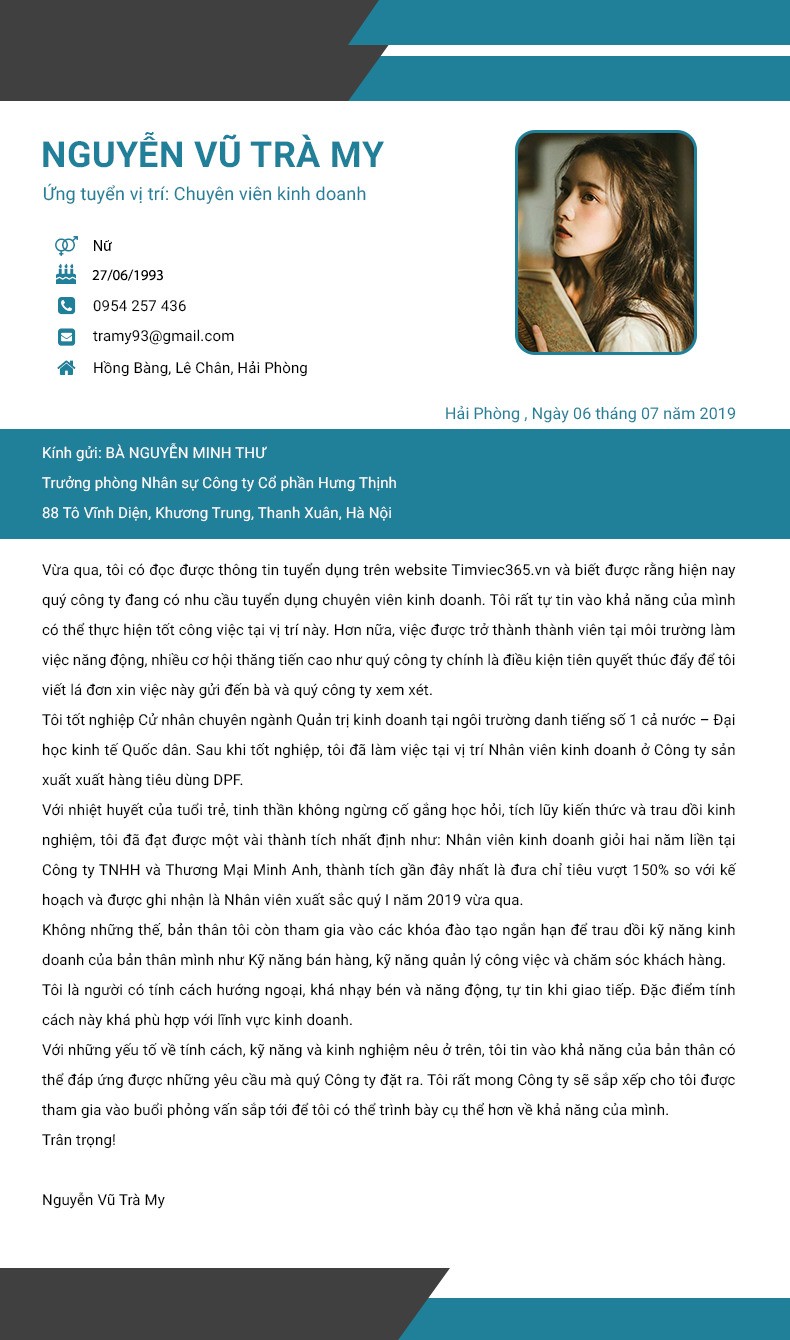 NGUYỄN VŨ TRÀ MY
Ứng tuyển vị trí: Chuyên viên kinh doanh
Nữ
27/06/1993
0954 257 436
tramy93@gmail.com
Hồng Bàng, Lê Chân, Hải Phòng
Hải Phòng , Ngày 06 tháng 07 năm 2019
Kính gửi: BÀ NGUYỄN MINH THƯ
Trưởng phòng Nhân sự Công ty Cổ phần Hưng Thịnh
88 Tô Vĩnh Diện, Khương Trung, Thanh Xuân, Hà Nội
Vừa qua, tôi có đọc được thông tin tuyển dụng trên website Timviec365.vn và biết được rằng hiện nay
quý công ty đang có nhu cầu tuyển dụng chuyên viên kinh doanh. Tôi rất tự tin vào khả năng của mình
có thể thực hiện tốt công việc tại vị trí này. Hơn nữa, việc được trở thành thành viên tại môi trường làm
việc năng động, nhiều cơ hội thăng tiến cao như quý công ty chính là điều kiện tiên quyết thúc đẩy để tôi
viết lá đơn xin việc này gửi đến bà và quý công ty xem xét.
Tôi tốt nghiệp Cử nhân chuyên ngành Quản trị kinh doanh tại ngôi trường danh tiếng số 1 cả nước – Đại
học kinh tế Quốc dân. Sau khi tốt nghiệp, tôi đã làm việc tại vị trí Nhân viên kinh doanh ở Công ty sản
xuất xuất hàng tiêu dùng DPF.
Với nhiệt huyết của tuổi trẻ, tinh thần không ngừng cố gắng học hỏi, tích lũy kiến thức và trau dồi kinh
nghiệm, tôi đã đạt được một vài thành tích nhất định như: Nhân viên kinh doanh giỏi hai năm liền tại
Công ty TNHH và Thương Mại Minh Anh, thành tích gần đây nhất là đưa chỉ tiêu vượt 150% so với kế
hoạch và được ghi nhận là Nhân viên xuất sắc quý I năm 2019 vừa qua.
Không những thế, bản thân tôi còn tham gia vào các khóa đào tạo ngắn hạn để trau dồi kỹ năng kinh
doanh của bản thân mình như Kỹ năng bán hàng, kỹ năng quản lý công việc và chăm sóc khách hàng.
Tôi là người có tính cách hướng ngoại, khá nhạy bén và năng động, tự tin khi giao tiếp. Đặc điểm tính
cách này khá phù hợp với lĩnh vực kinh doanh.
Với những yếu tố về tính cách, kỹ năng và kinh nghiệm nêu ở trên, tôi tin vào khả năng của bản thân có
thể đáp ứng được những yêu cầu mà quý Công ty đặt ra. Tôi rất mong Công ty sẽ sắp xếp cho tôi được
tham gia vào buổi phỏng vấn sắp tới để tôi có thể trình bày cụ thể hơn về khả năng của mình.
Trân trọng!
Nguyễn Vũ Trà My